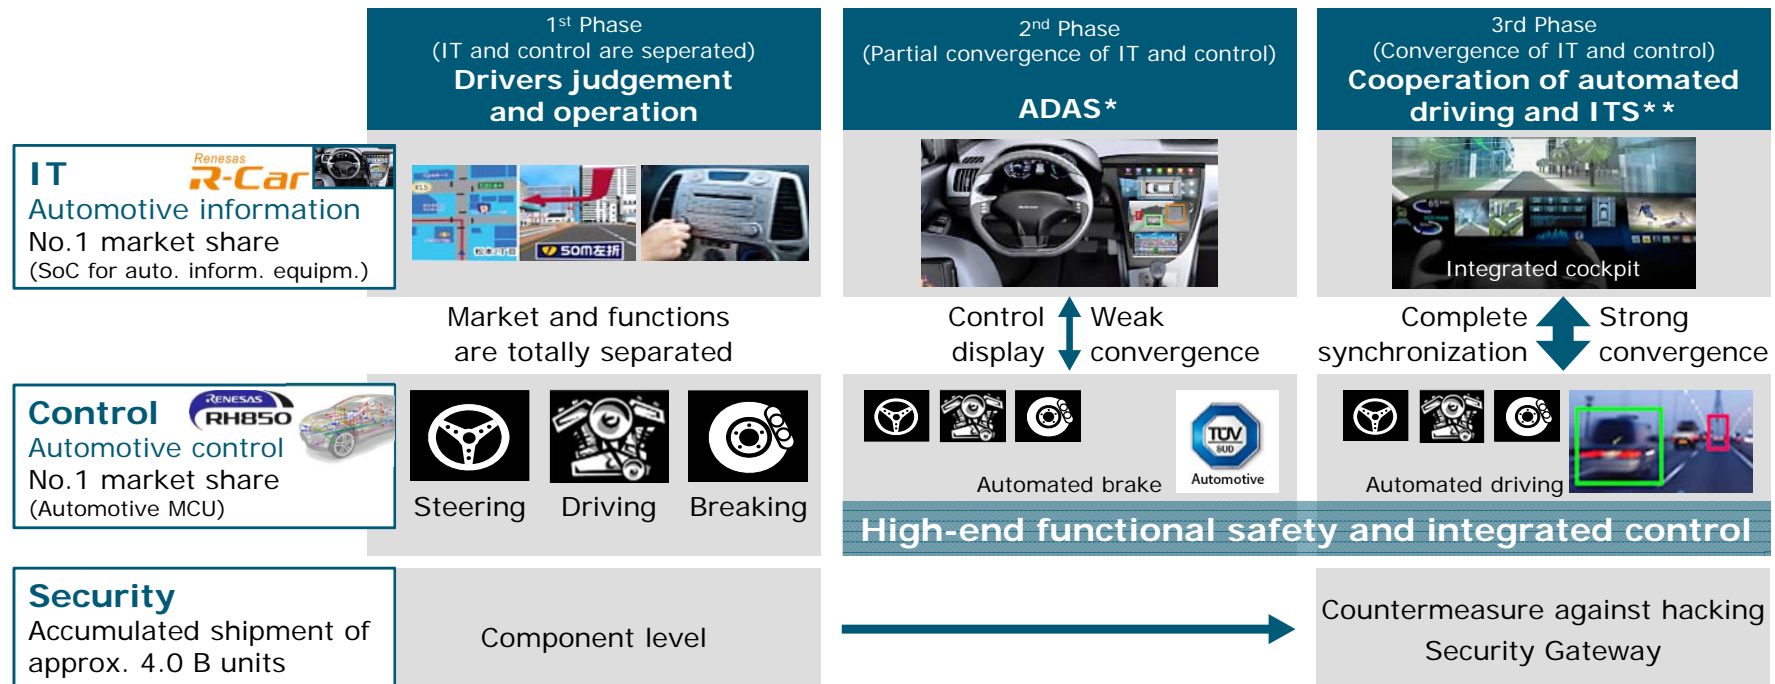 1st Phase
(IT and control are seperated)
Drivers judgement
and operation
2nd Phase
(Partial convergence of IT and control)
ADAS*
3rd Phase
(Convergence of IT and control)
Cooperation of automated
driving and ITS**
IT
Renesas
R-Car
Automotive information
No.1 market share
(SoC for auto. inform. equipm.)
50m左折
Integrated cockpit
Market and functions
are totally separated
Control
display
Weak
convergence
Complete
synchronization
Strong
convergence
Control
RENESAS
RH850
Automotive control
No.1 market share
(Automotive MCU)
Steering
Driving
Breaking
Automated brake
TÜV
SÜD
Automotive
Automated driving
High-end functional safety and integrated control
Security
Accumulated shipment of
approx. 4.0 B units
Component level
Countermeasure against hacking
Security Gateway